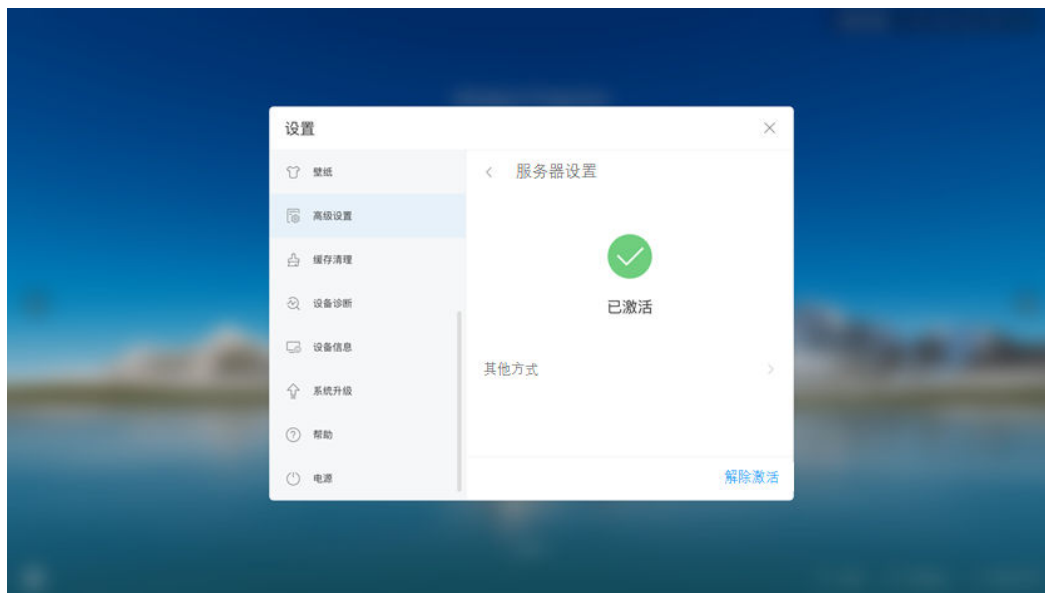 设置
壁纸
高级设置
缓存清理
设备诊断
设备信息
系统升级
帮助
电源
服务器设置
已激活
其他方式
解除激活